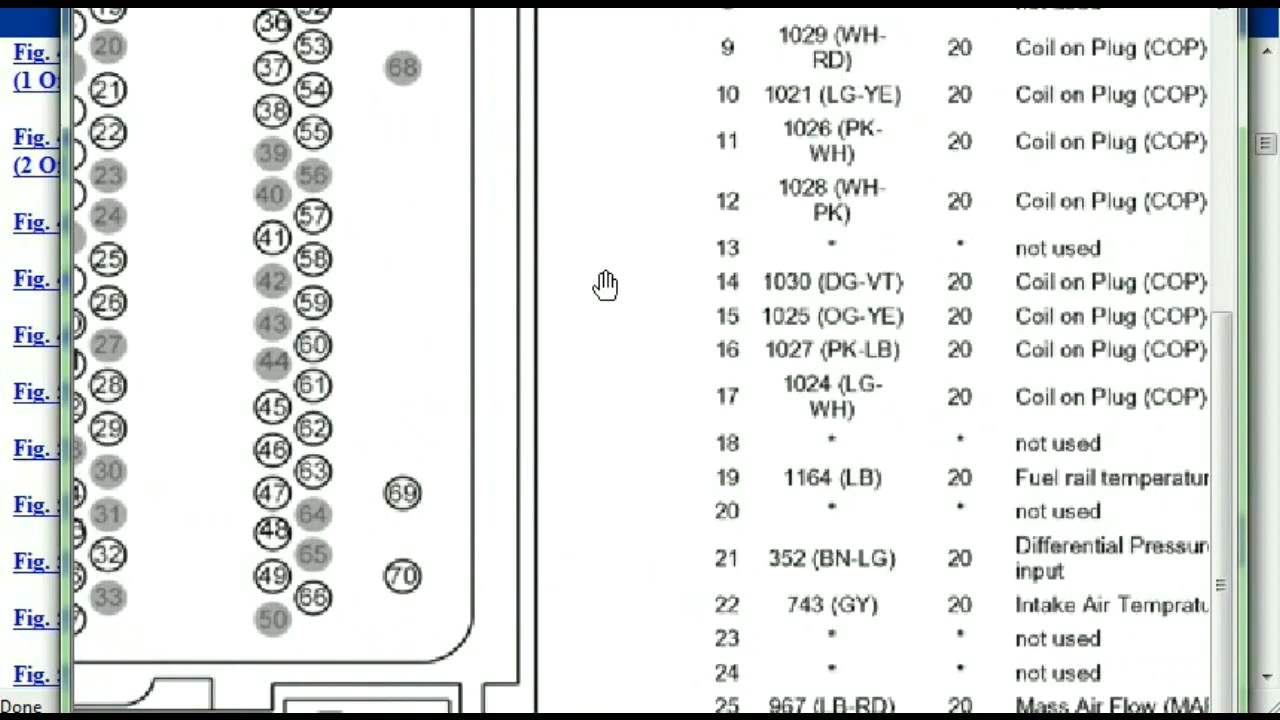 Fig.
(1 O
Fig.
(2 O
Fig.
Fig.
Fig.
Fig.
Fig.
Fig.
Fig.
Fig.
Fig.
Fig.
Done
19
20
21
22
23
24
25
26
27
28
29
30
31
32
33
36
37
38
39
40
41
42
43
44
45
46
47
48
49
50
52
53
54
55
56
57
58
59
60
61
62
63
64
65
66
68
69
70
not used
9 1029 (WH-RD) 20 Coil on Plug (COP)
10 1021 (LG-YE) 20 Coil on Plug (COP)
11 1026 (PK-WH) 20 Coil on Plug (COP)
12 1028 (WH-PK) 20 Coil on Plug (COP)
13 * * not used
14 1030 (DG-VT) 20 Coil on Plug (COP)
15 1025 (OG-YE) 20 Coil on Plug (COP)
16 1027 (PK-LB) 20 Coil on Plug (COP)
17 1024 (LG-WH) 20 Coil on Plug (COP)
18 * * not used
19 1164 (LB) 20 Fuel rail temperatur
20 * * not used
21 352 (BN-LG) 20 Differential Pressur input
22 743 (GY) 20 Intake Air Tempratu
23 * * not used
24 * * not used
25 967 (LB-RD) 20 Mass Air Flow (MAF